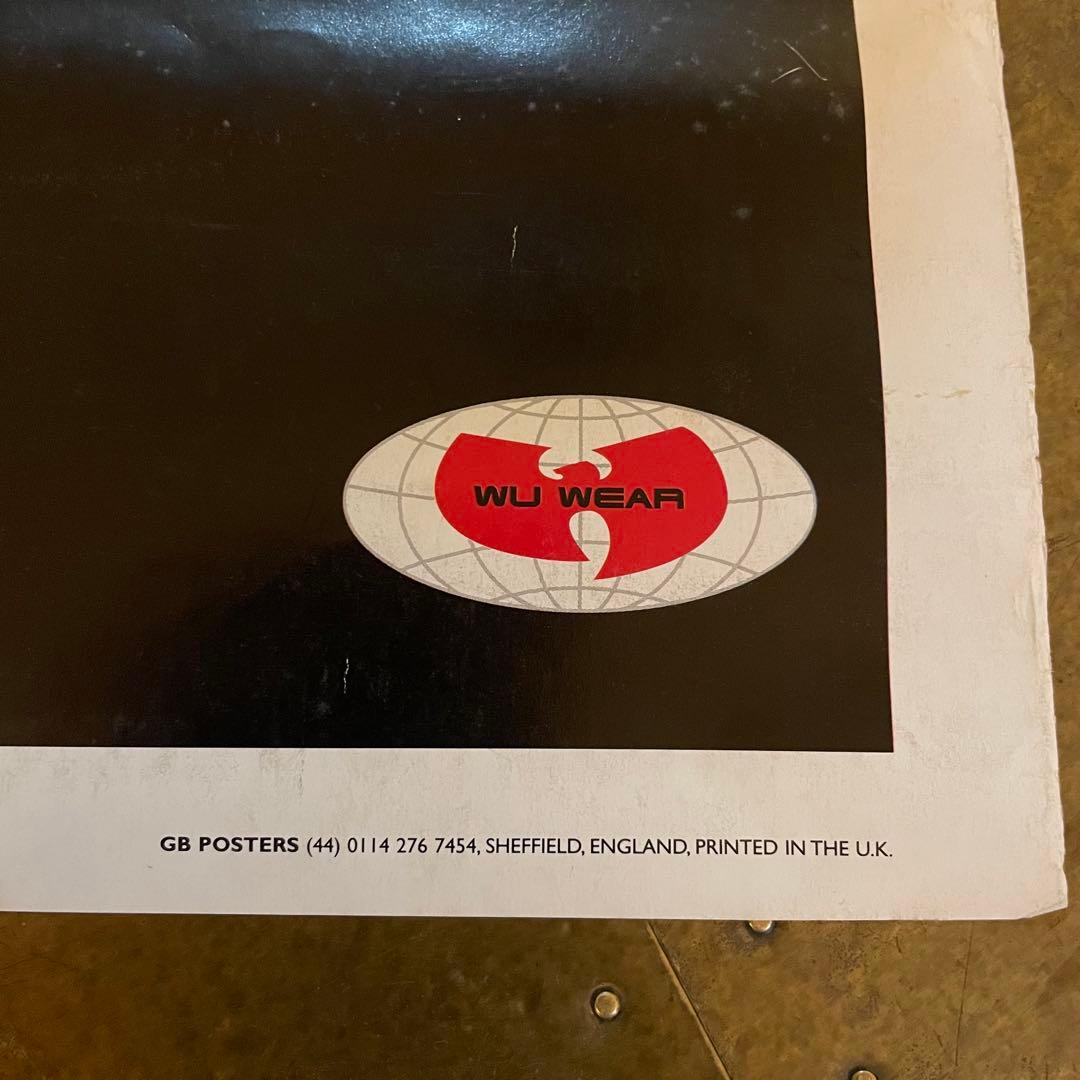 WU WEAR
GB POSTERS (44) 0114 276 7454, SHEFFIELD, ENGLAND, PRINTED IN THE U.K.